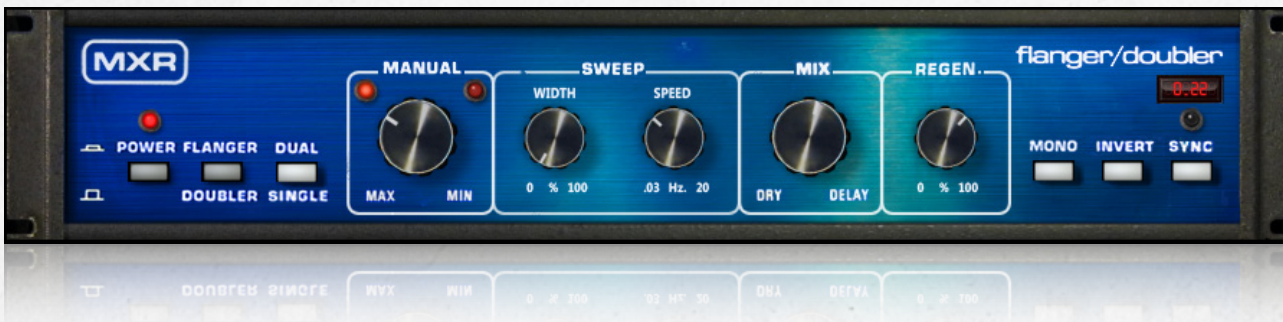 MXR
flanger/doubler
MANUAL
SWEEP
MIX
REGEN.
WIDTH
SPEED
0.22
POWER FLANGER DUAL
DOUBLER SINGLE
MAX MIN
0 % 100
.03 Hz. 20
DRY DELAY
0 % 100
MONO INVERT SYNC